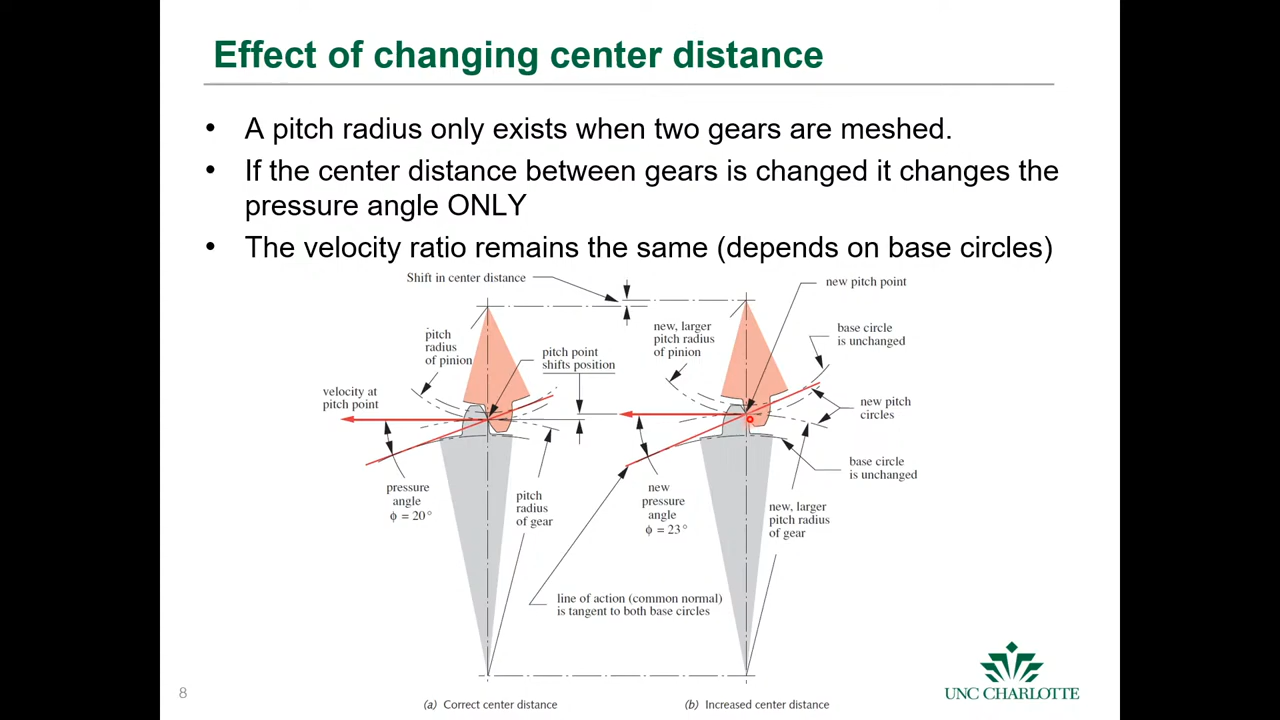 Effect of changing center distance
• A pitch radius only exists when two gears are meshed.
• If the center distance between gears is changed it changes the
pressure angle ONLY
• The velocity ratio remains the same (depends on base circles)
Shift in center distance
new pitch point
pitch
radius
of pinion
pitch point
shifts position
velocity at
pitch point
new, larger
pitch radius
of pinion
base circle
is unchanged
new pitch
circles
base circle
is unchanged
pressure
angle
ϕ = 20°
pitch
radius
of gear
new
pressure
angle
ϕ = 23°
new, larger
pitch radius
of gear
line of action (common normal)
is tangent to both base circles
(a) Correct center distance
(b) Increased center distance
8
UNC CHARLOTTE